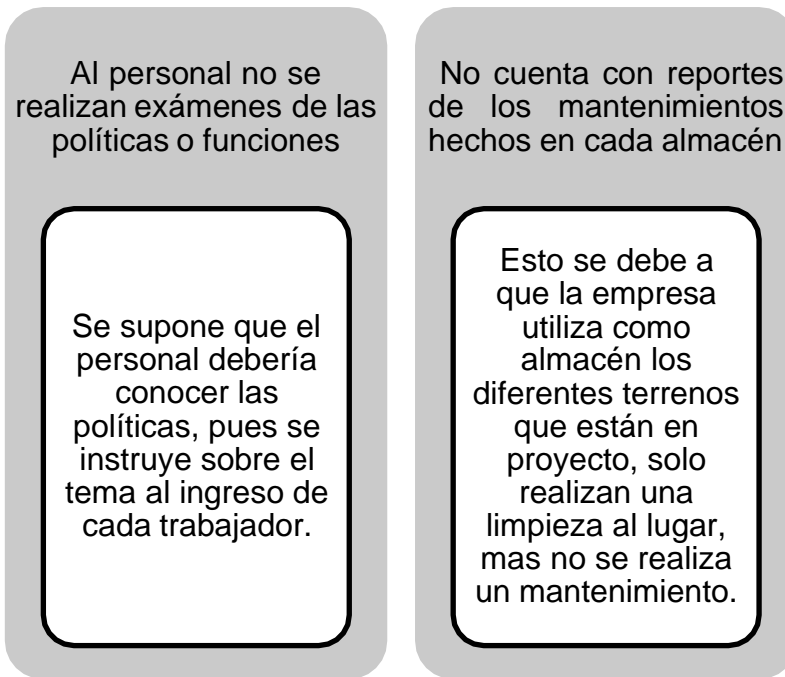 Al personal no se
realizan exámenes de las
políticas o funciones
Se supone que el
personal debería
conocer las
políticas, pues se
instruye sobre el
tema al ingreso de
cada trabajador.
No cuenta con reportes
de los mantenimientos
hechos en cada almacén
Esto se debe a
que la empresa
utiliza como
almacén los
diferentes terrenos
que están en
proyecto, solo
realizan una
limpieza al lugar,
mas no se realiza
un mantenimiento.